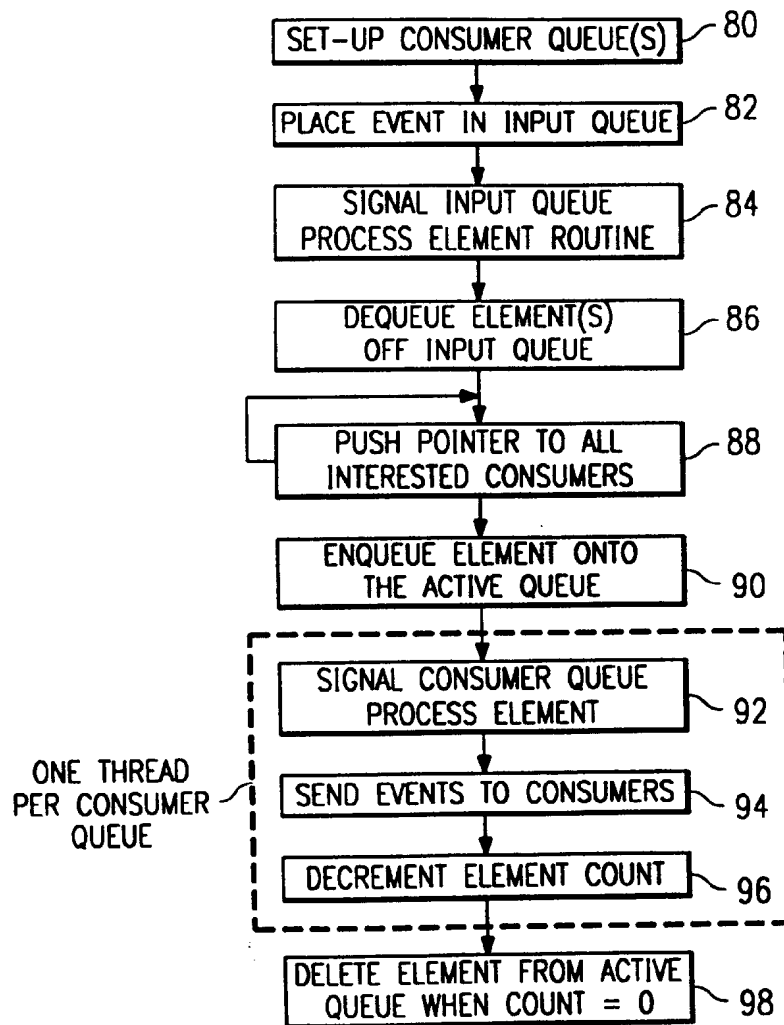 SET-UP CONSUMER QUEUE(S)
80
PLACE EVENT IN INPUT QUEUE
82
SIGNAL INPUT QUEUE
PROCESS ELEMENT ROUTINE
84
DEQUEUE ELEMENT(S)
OFF INPUT QUEUE
86
PUSH POINTER TO ALL
INTERESTED CONSUMERS
88
ENQUEUE ELEMENT ONTO
THE ACTIVE QUEUE
90
SIGNAL CONSUMER QUEUE
PROCESS ELEMENT
92
ONE THREAD
PER CONSUMER
QUEUE
SEND EVENTS TO CONSUMERS
94
DECREMENT ELEMENT COUNT
96
DELETE ELEMENT FROM ACTIVE
QUEUE WHEN COUNT = 0
98